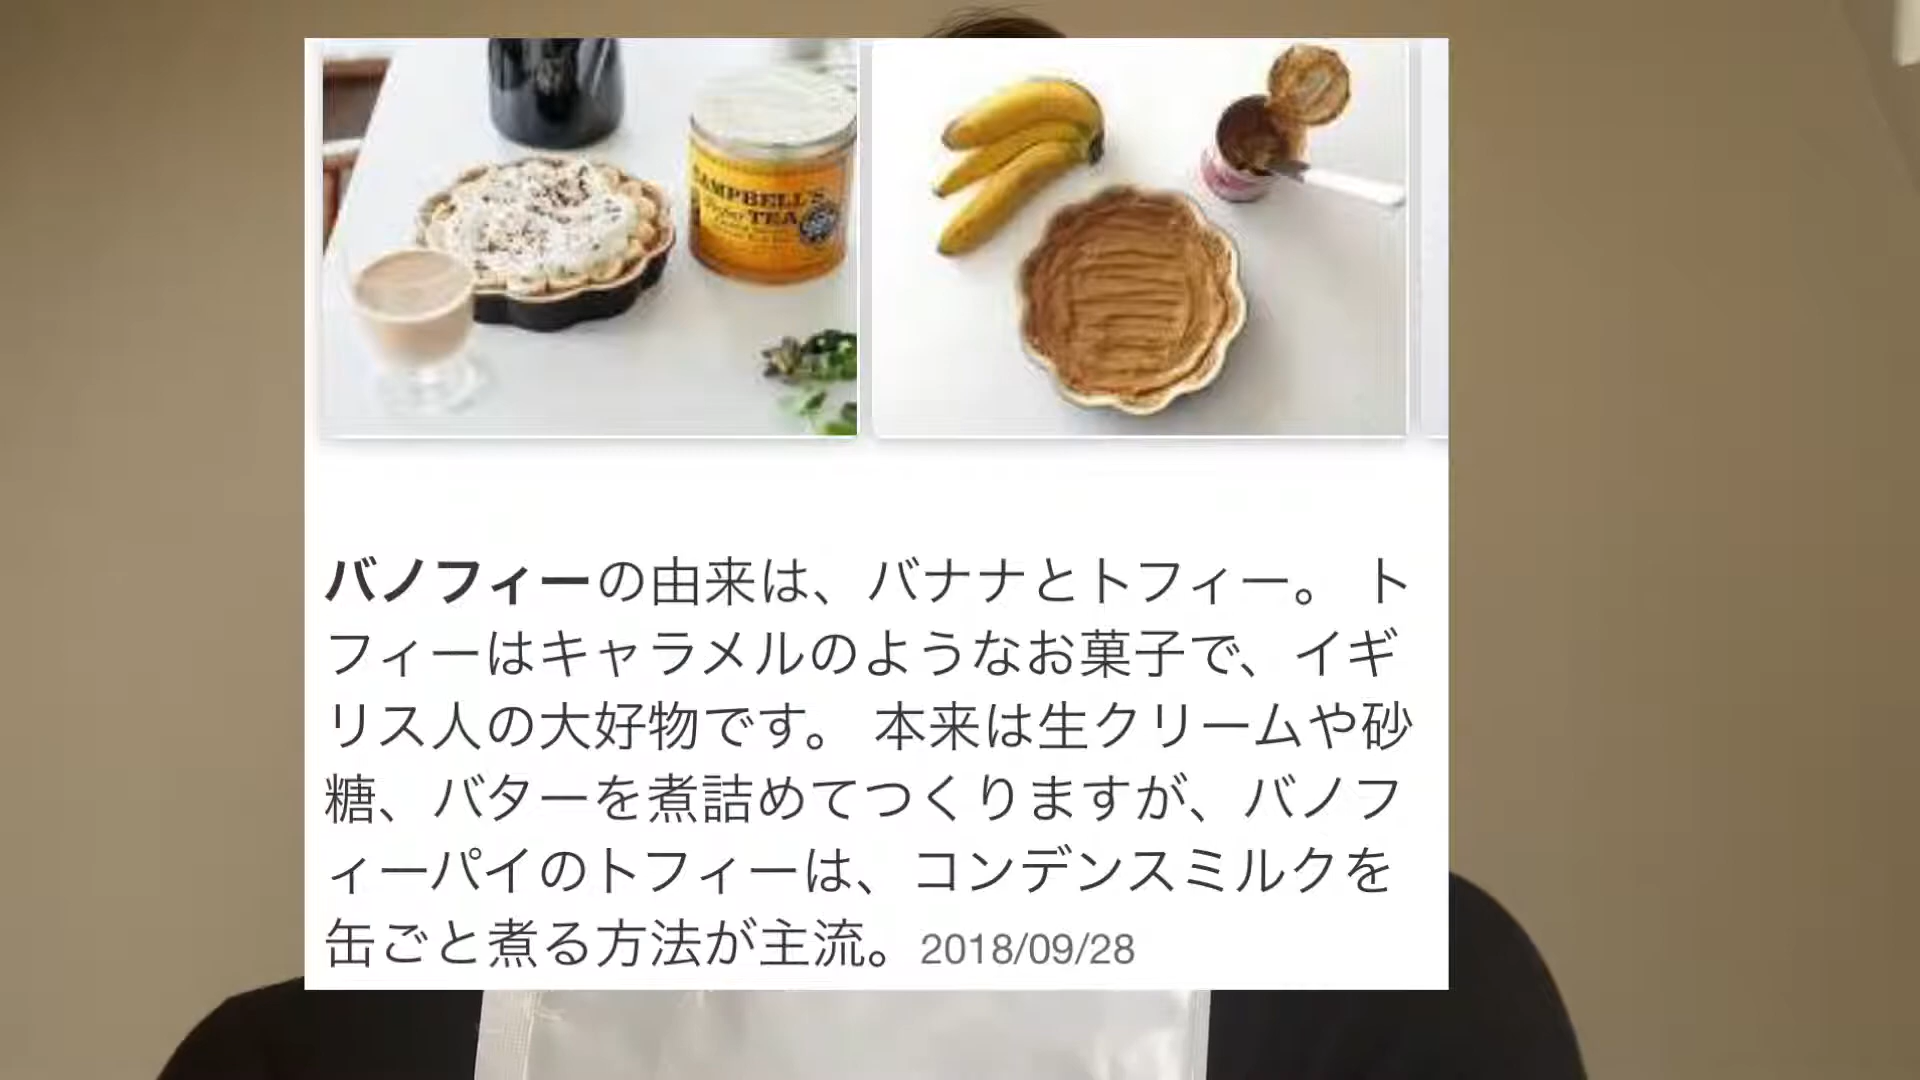 CAMPBELL'S
TEA
バノフィーの由来は、バナナとトフィー。 ト
フィーはキャラメルのようなお菓子で、イギ
リス人の大好物です。 本来は生クリームや砂
糖、バターを煮詰めてつくりますが、バノフ
ィーパイのトフィーは、コンデンスミルクを
缶ごと煮る方法が主流。 2018/09/28